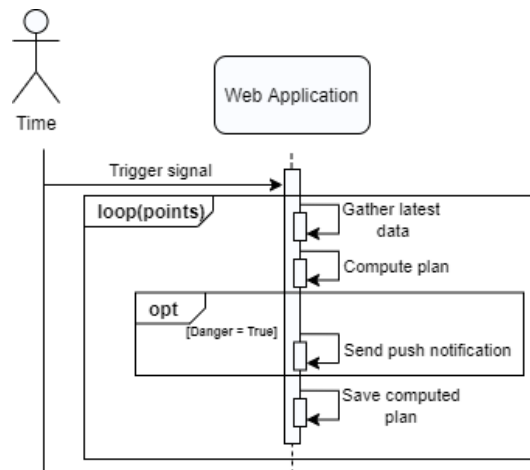 Time
Web Application
Trigger signal
loop(points)
Gather latest
data
Compute plan
opt
[Danger = True]
Send push notification
Save computed
plan